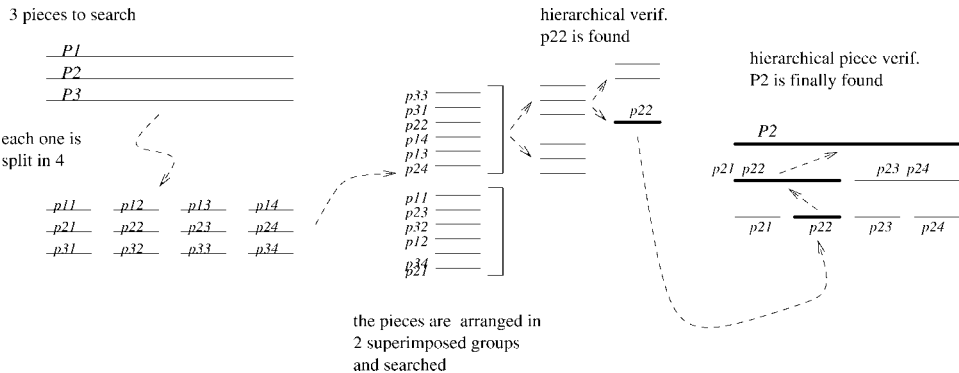 3 pieces to search
P1
P2
P3
each one is
split in 4
p11 p12 p13 p14
p21 p22 p23 p24
p31 p32 p33 p34
p33
p31
p22
p14
p13
p24
p11
p23
p32
p12
p34
p21
the pieces are arranged in
2 superimposed groups
and searched
hierarchical verif.
p22 is found
p22
hierarchical piece verif.
P2 is finally found
P2
p21 p22 p23 p24
p21 p22 p23 p24